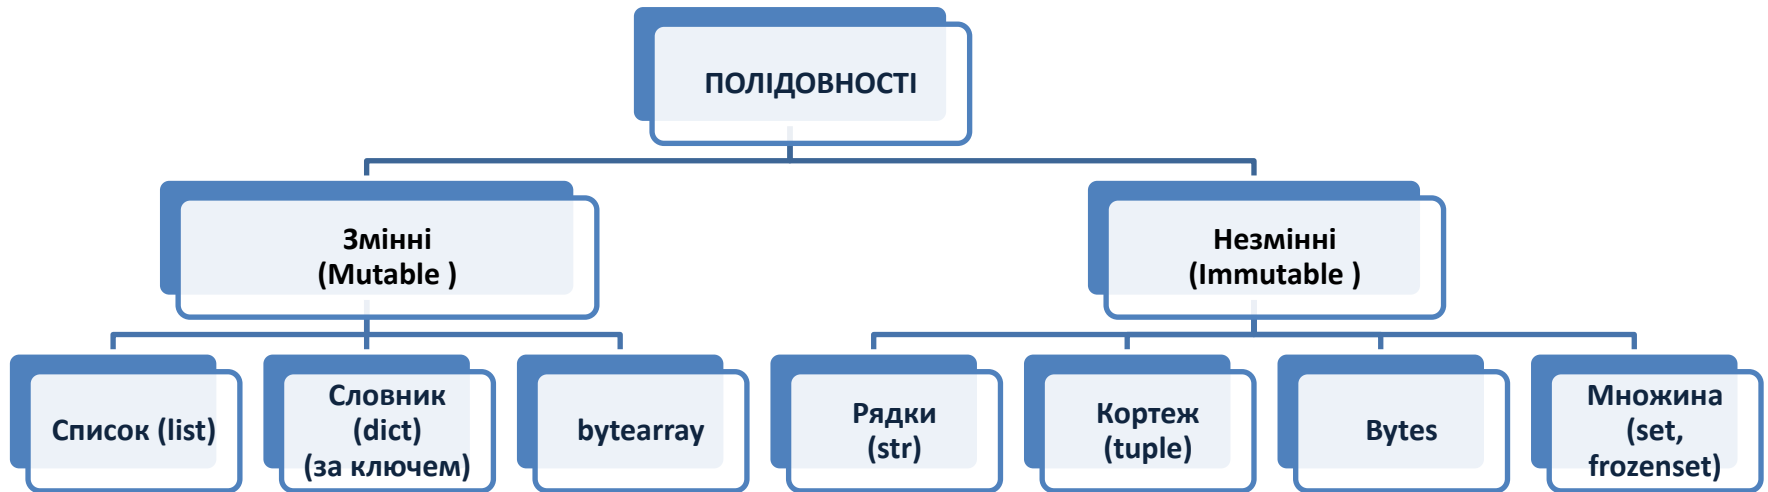 ПОЛІДОВНОСТІ
Змінні
(Mutable )
Незмінні
(Immutable )
Список (list)
Словник
(dict)
(за ключем)
bytearray
Рядки
(str)
Кортеж
(tuple)
Bytes
Множина
(set,
frozenset)